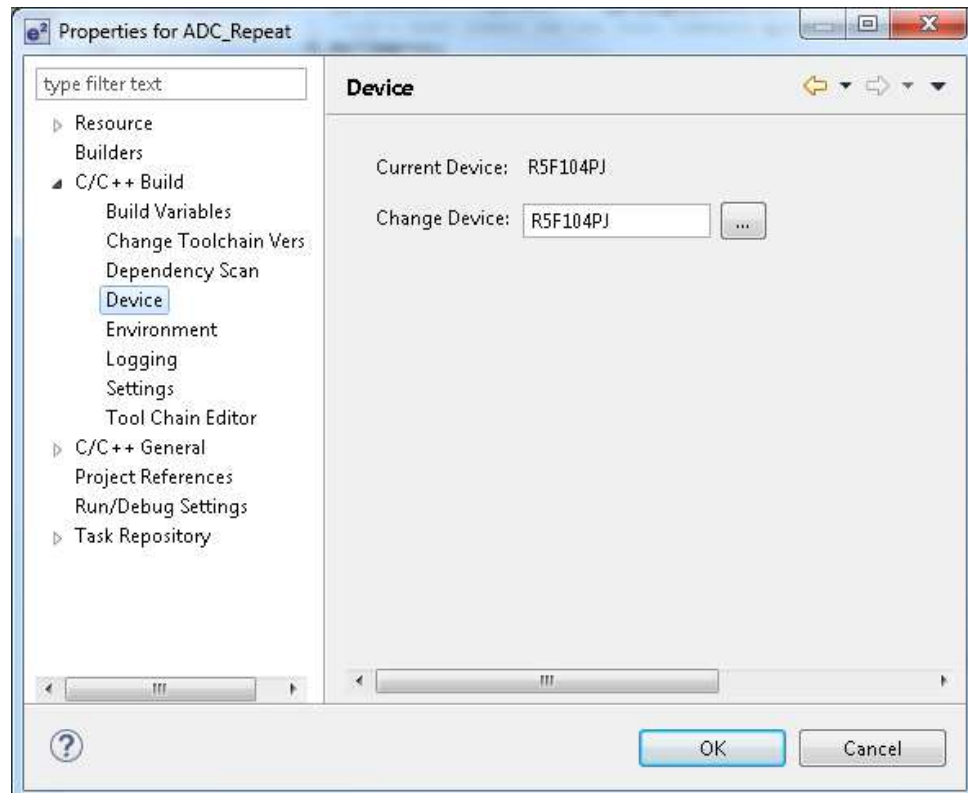 e² Properties for ADC_Repeat
type filter text
Resource
Builders
C/C++ Build
Build Variables
Change Toolchain Vers
Dependency Scan
Device
Environment
Logging
Settings
Tool Chain Editor
C/C++ General
Project References
Run/Debug Settings
Task Repository
Device
Current Device: R5F104PJ
Change Device: R5F104PJ ...
?
OK Cancel